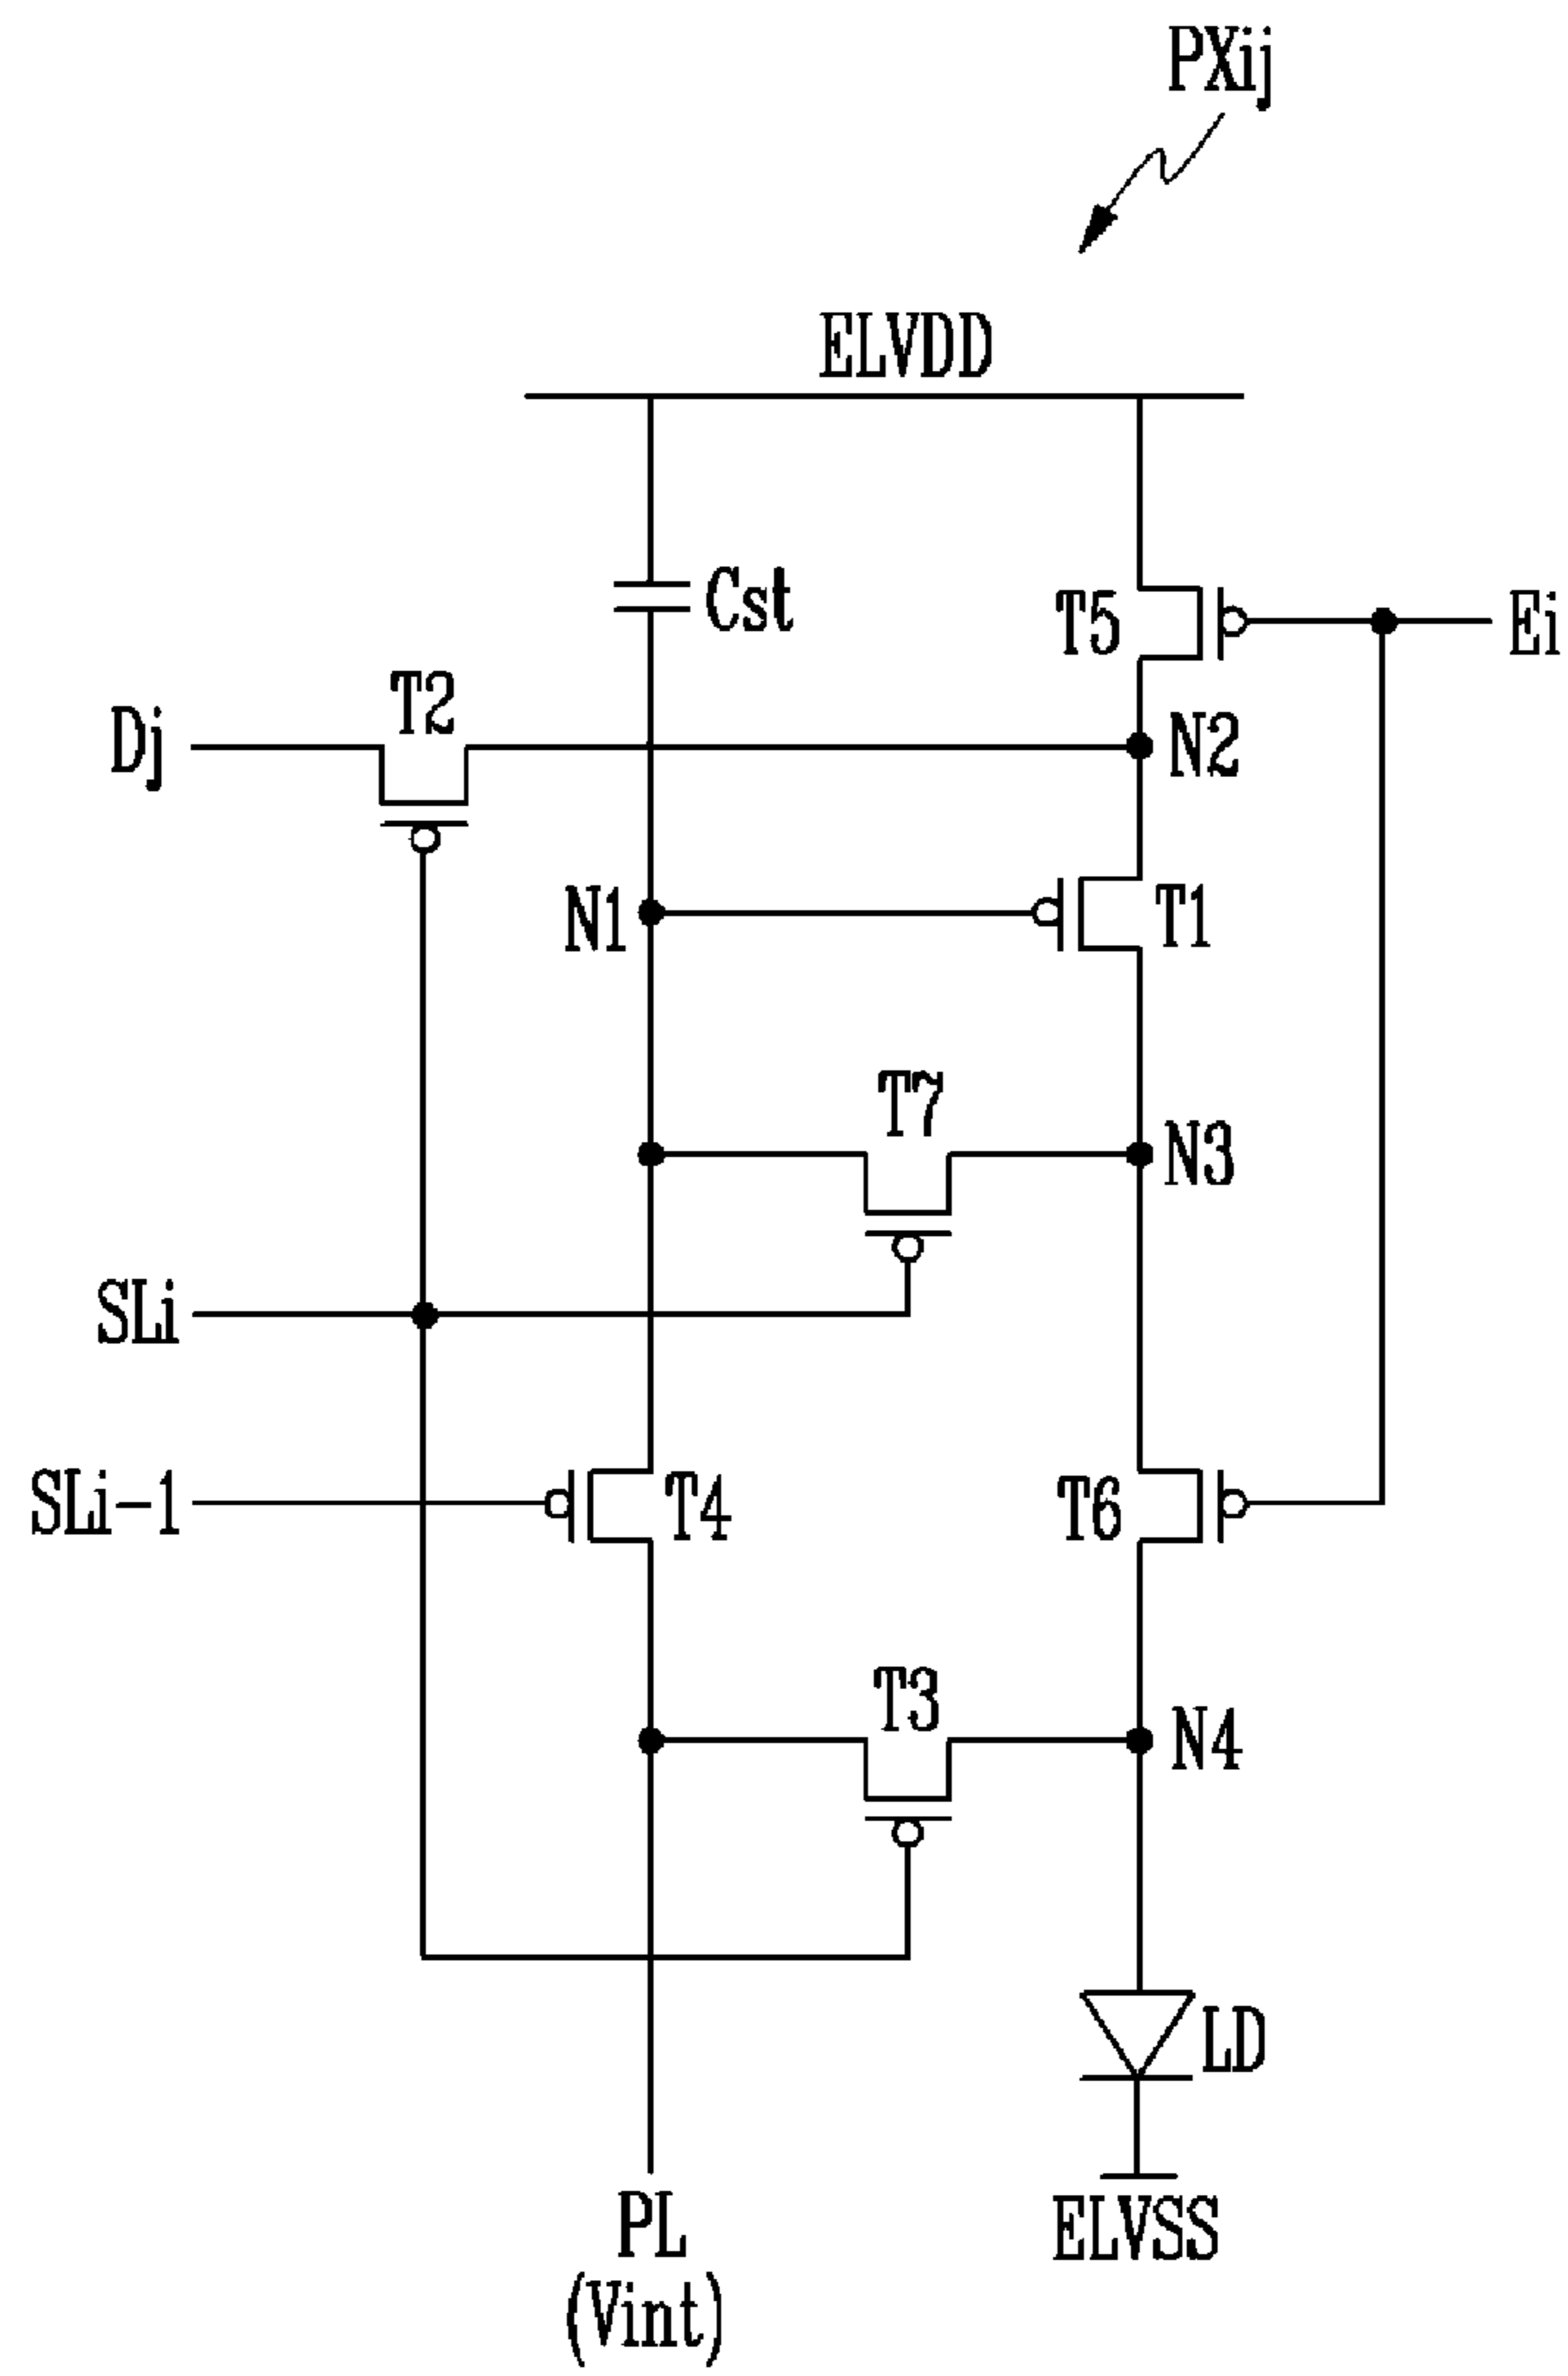 PXij
ELVDD
Cst
T5
Ei
T2
Dj
N2
N1
T1
T7
N3
SLi
SLi-1
T4
T6
T3
N4
LD
PL
ELVSS
(Vint)